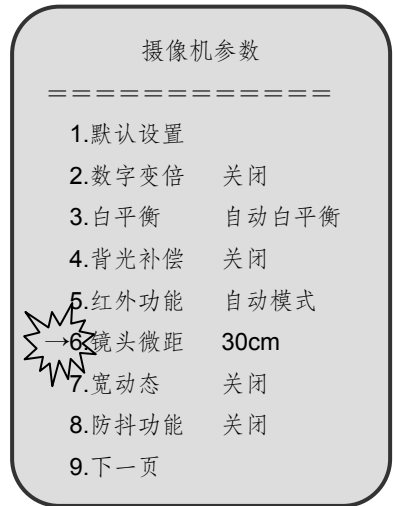 摄像机参数
============
1.默认设置
2.数字变倍 关闭
3.白平衡 自动白平衡
4.背光补偿 关闭
5.红外功能 自动模式
→6.镜头微距 30cm
7.宽动态 关闭
8.防抖功能 关闭
9.下一页